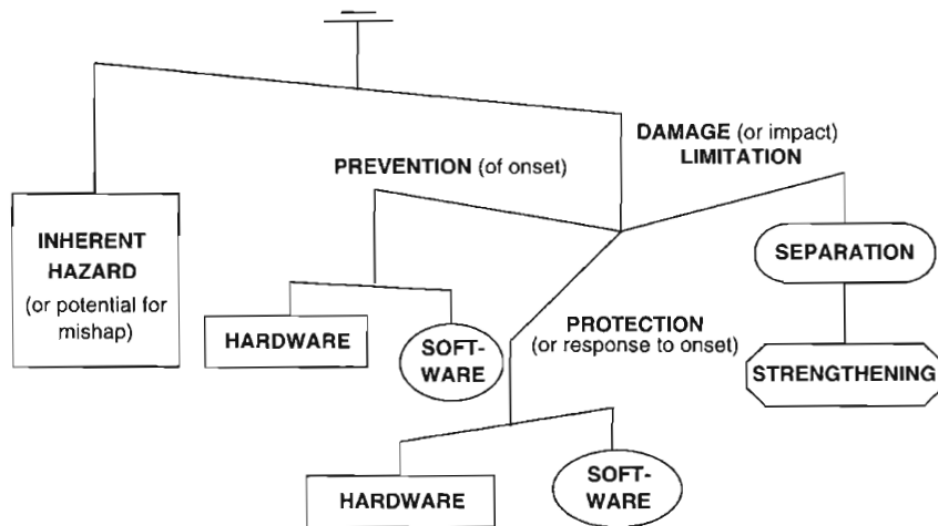 DAMAGE (or impact)
LIMITATION
PREVENTION (of onset)
INHERENT
HAZARD
(or potential for
mishap)
SEPARATION
HARDWARE
SOFT-
WARE
PROTECTION
(or response to onset)
STRENGTHENING
HARDWARE
SOFT-
WARE